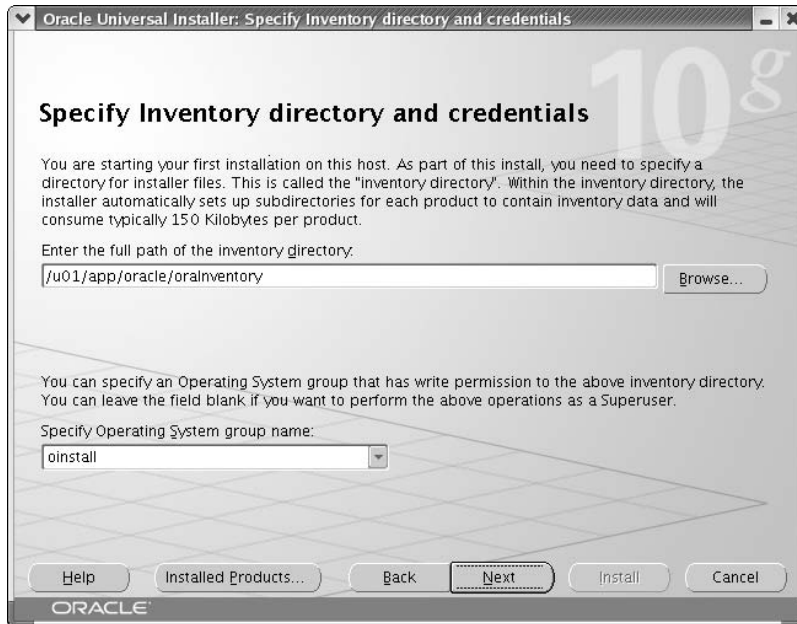 Oracle Universal Installer: Specify Inventory directory and credentials
10g
Specify Inventory directory and credentials
You are starting your first installation on this host. As part of this install, you need to specify a
directory for installer files. This is called the "inventory directory". Within the inventory directory, the
installer automatically sets up subdirectories for each product to contain inventory data and will
consume typically 150 Kilobytes per product.
Enter the full path of the inventory directory:
/u01/app/oracle/oraInventory
Browse...
You can specify an Operating System group that has write permission to the above inventory directory.
You can leave the field blank if you want to perform the above operations as a Superuser.
Specify Operating System group name:
oinstall
Help Installed Products... Back Next Install Cancel
ORACLE